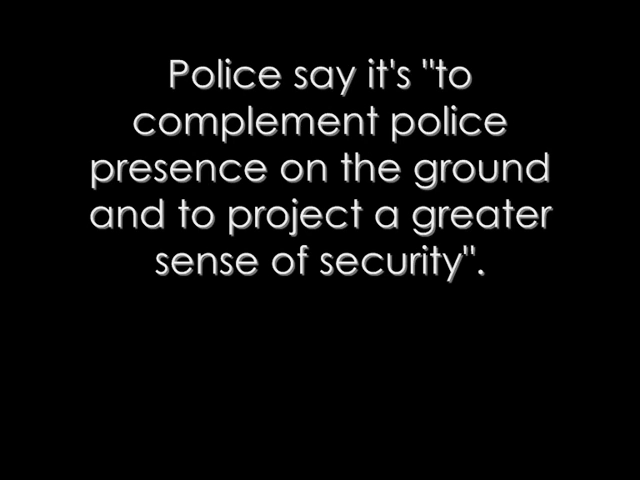 Police say it's "to
complement police
presence on the ground
and to project a greater
sense of security".